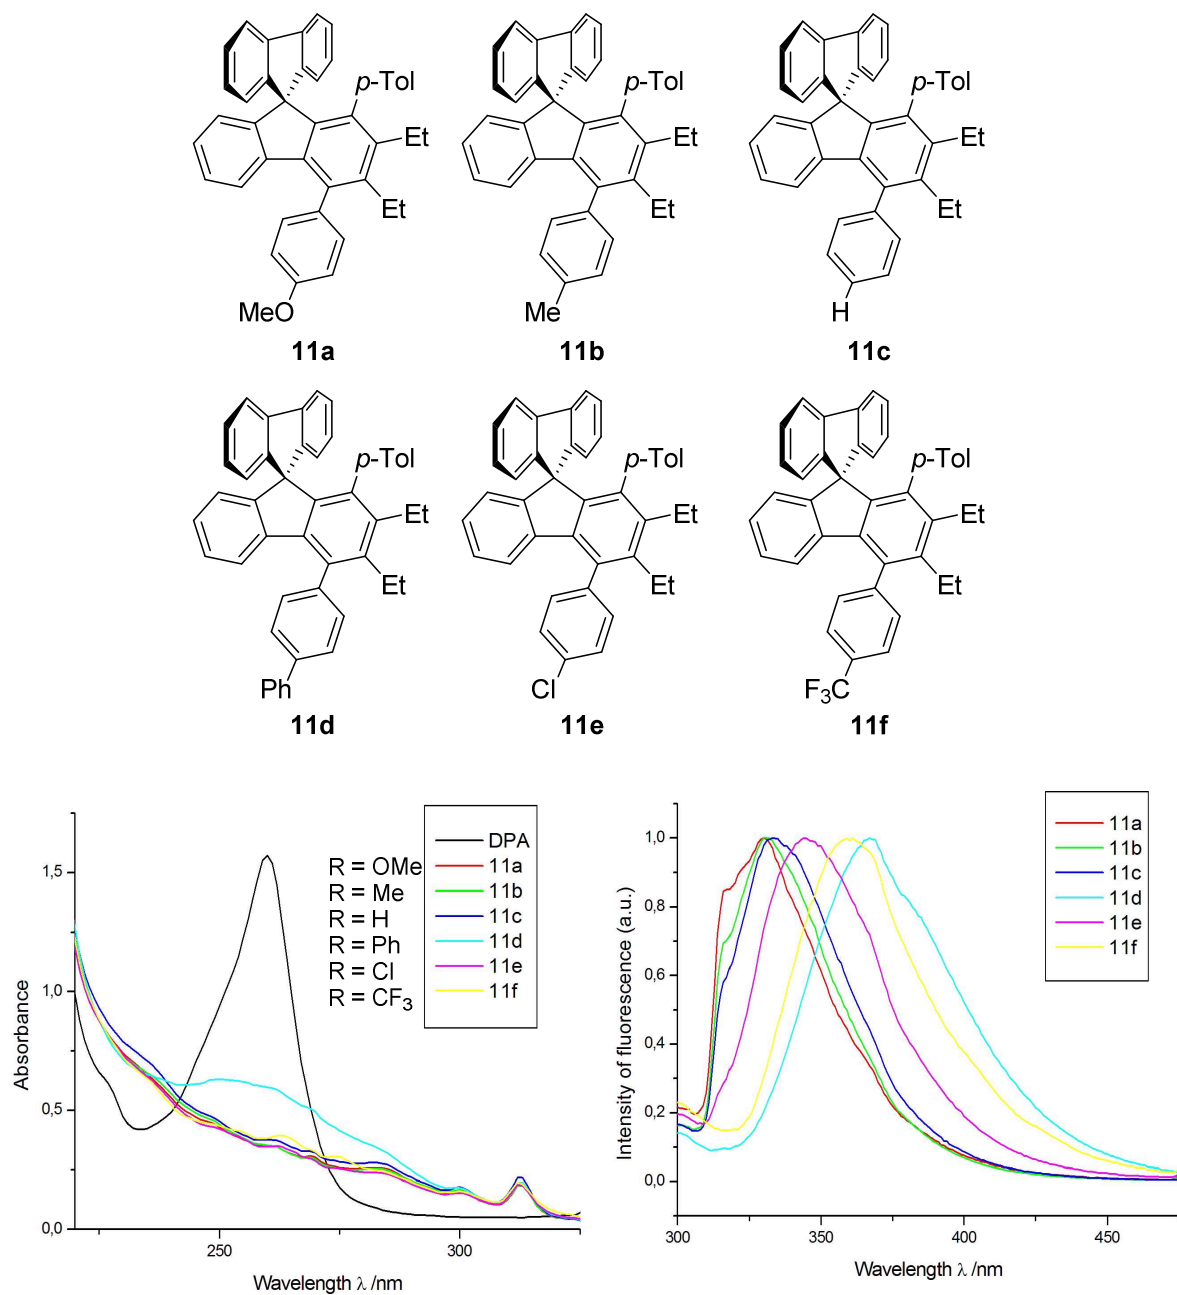 p-Tol
Et
Et
MeO
11a
p-Tol
Et
Et
Me
11b
p-Tol
Et
Et
H
11c
p-Tol
Et
Et
Ph
11d
p-Tol
Et
Et
Cl
11e
p-Tol
Et
Et
F₃C
11f
Absorbance
1,5
1,0
0,5
0,0
250
300
Wavelength λ /nm
R = OMe
R = Me
R = H
R = Ph
R = Cl
R = CF₃
DPA
11a
11b
11c
11d
11e
11f
Intensity of fluorescence (a.u.)
1,0
0,8
0,6
0,4
0,2
0,0
300
350
400
450
Wavelength λ /nm
11a
11b
11c
11d
11e
11f